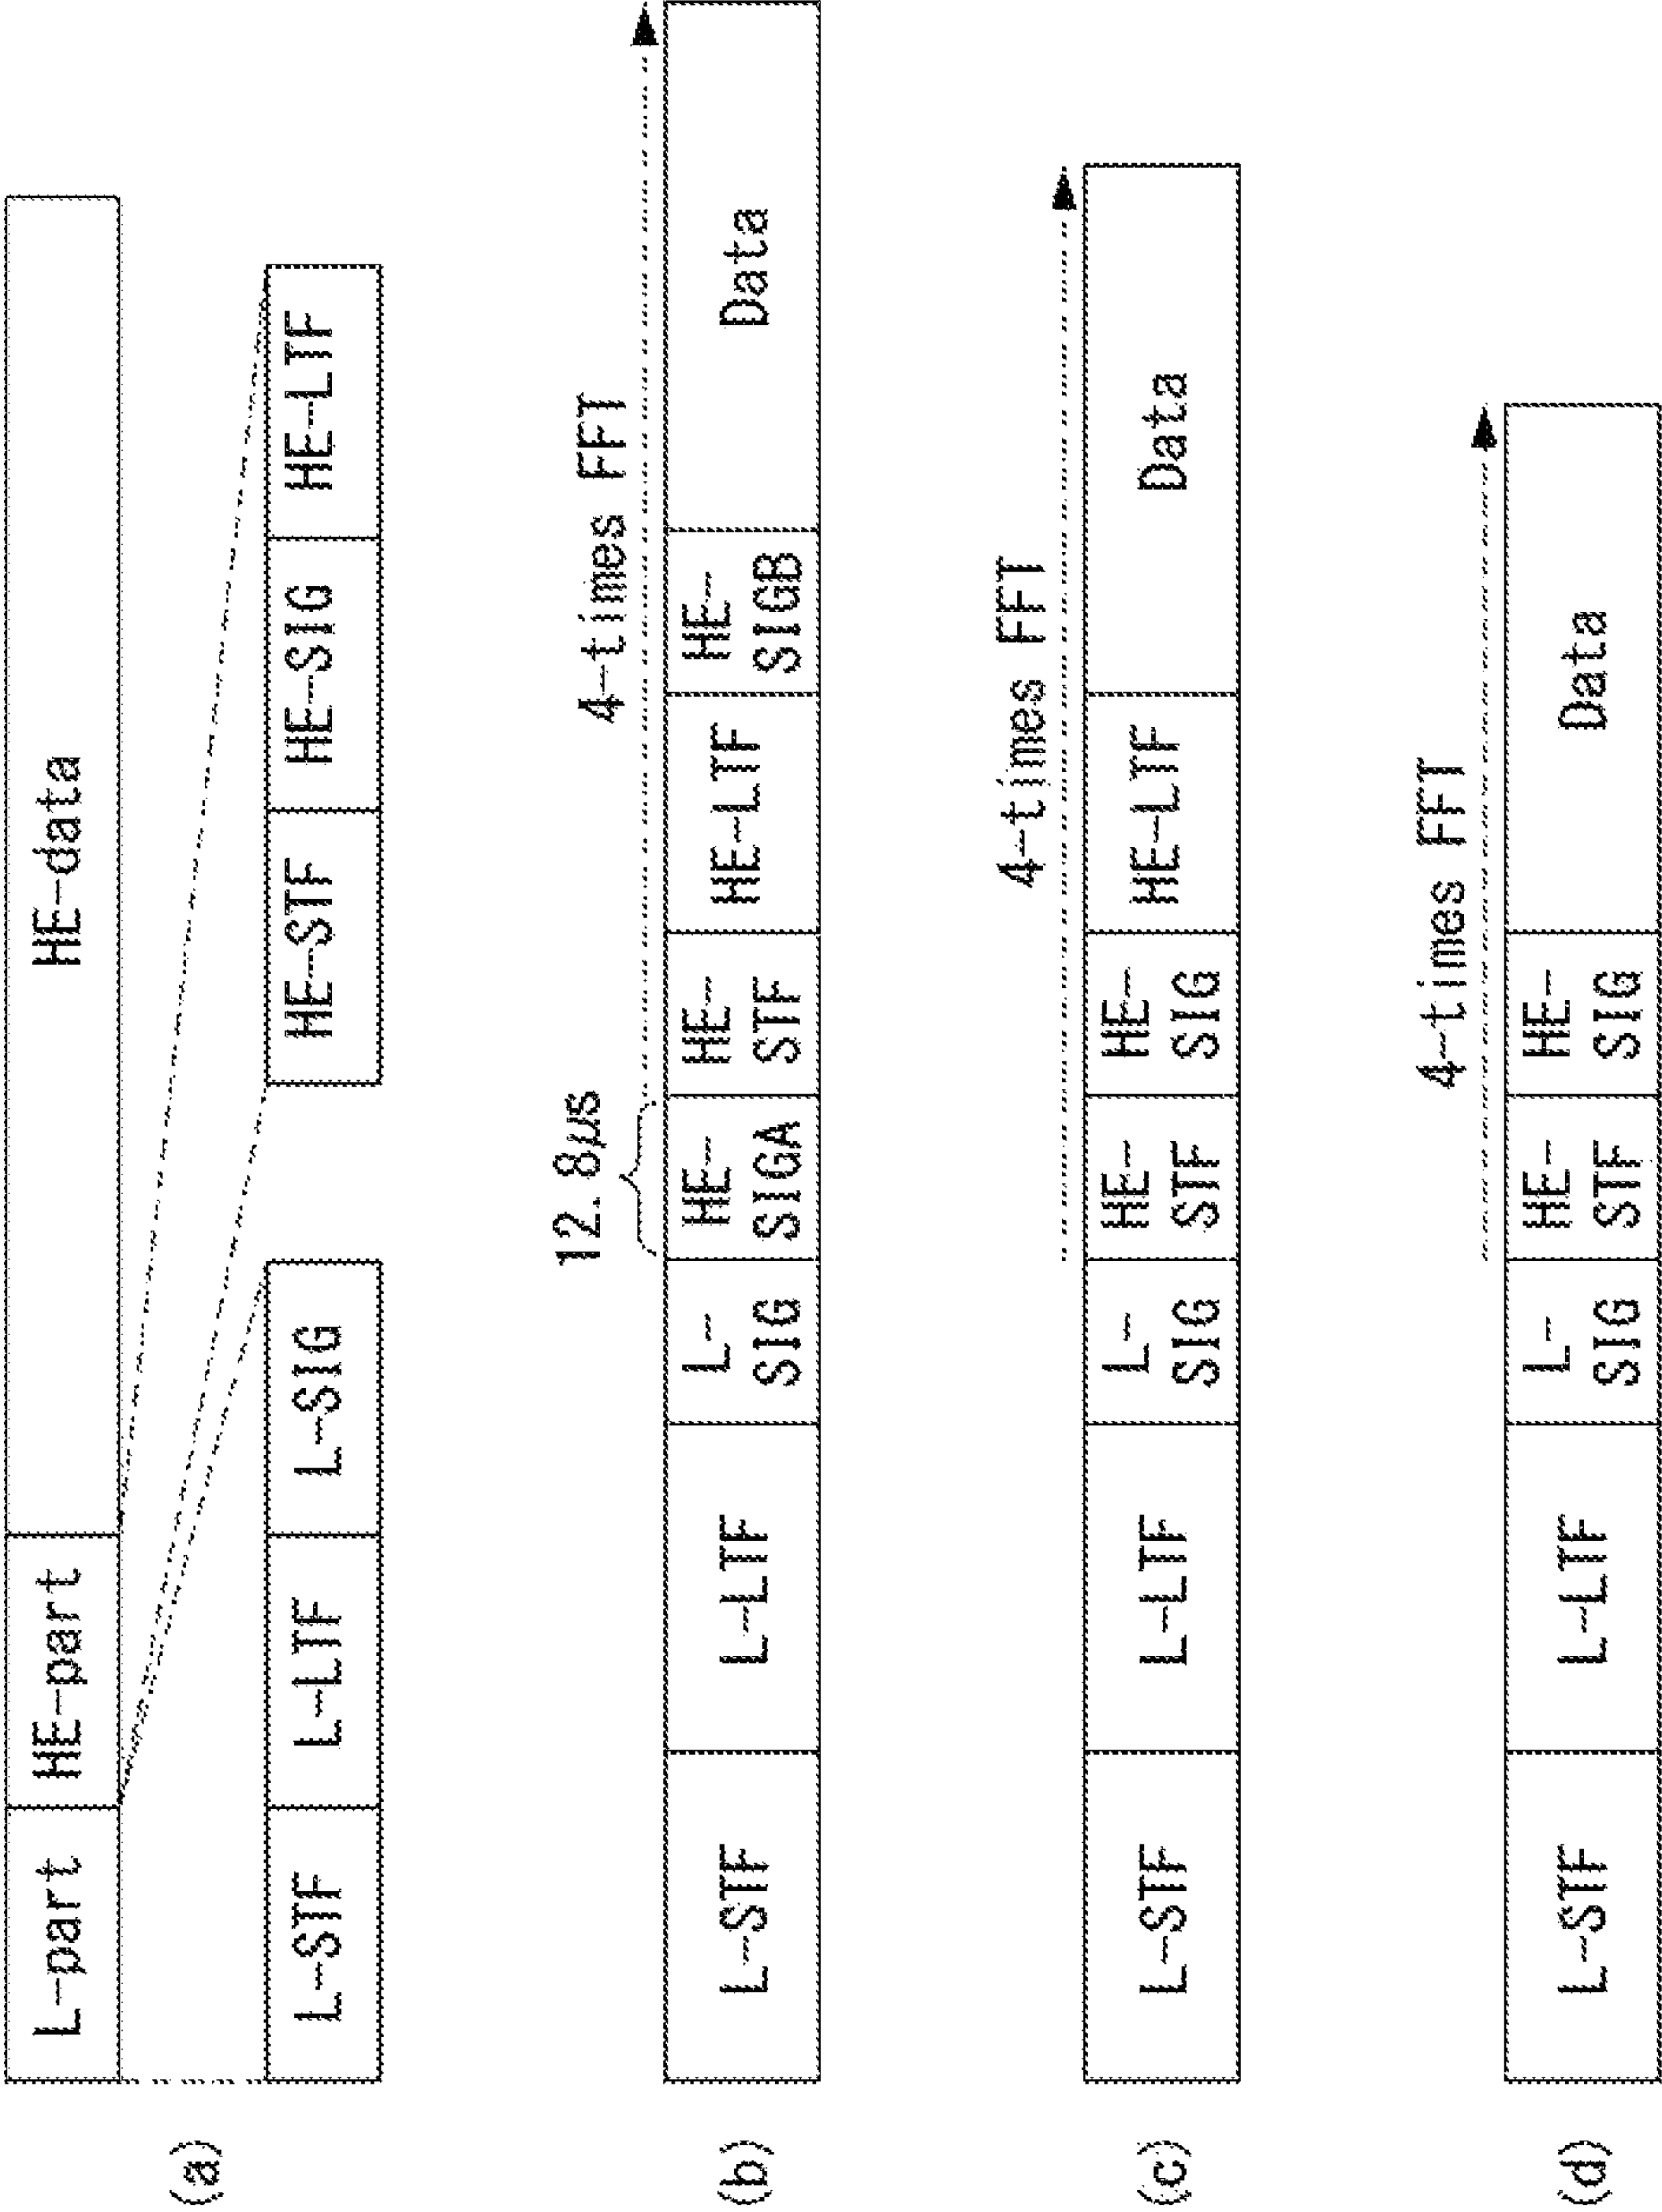 (a)
L-part HE-part HE-data
L-STF L-LTF L-SIG HE-STF HE-SIG HE-LTF
(b)
12.8μs
4-times FFT
L-STF L-LTF L-SIG HE-SIGA HE-STF HE-LTF HE-SIGB Data
(c)
4-times FFT
L-STF L-LTF L-SIG HE-STF HE-SIG HE-LTF Data
(d)
4-times FFT
L-STF L-LTF L-SIG HE-STF HE-SIG Data